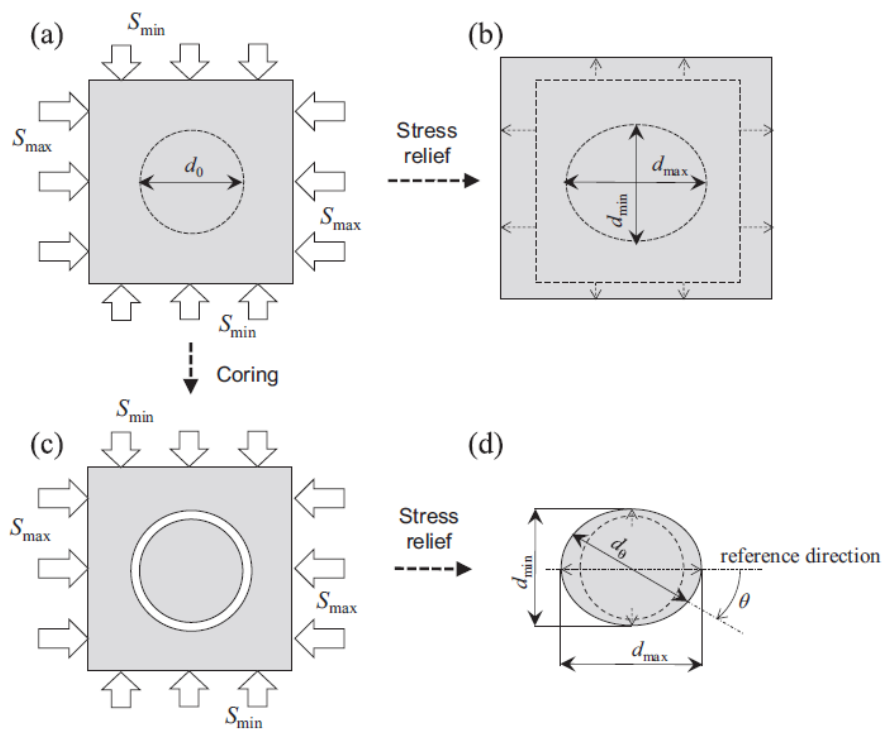 (a)
S_min
S_max
d_0
S_max
S_min
Stress
relief
(b)
d_max
d_min
Coring
(c)
S_min
S_max
S_max
S_min
Stress
relief
(d)
d_min
d_θ
reference direction
θ
d_max